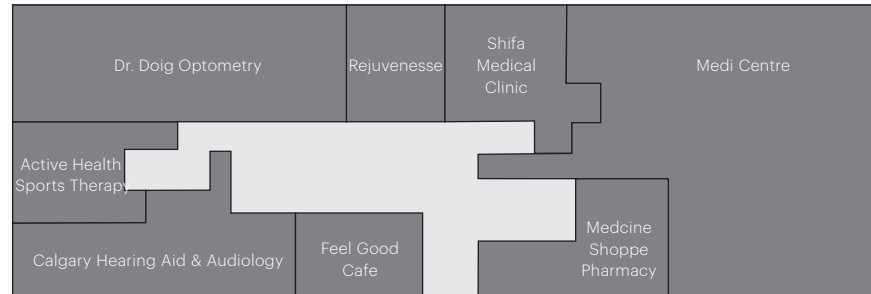 Dr. Doig Optometry
Rejuvenesse
Shifa
Medical
Clinic
Medi Centre
Active Health
Sports Therapy
Calgary Hearing Aid & Audiology
Feel Good
Cafe
Medcine
Shoppe
Pharmacy